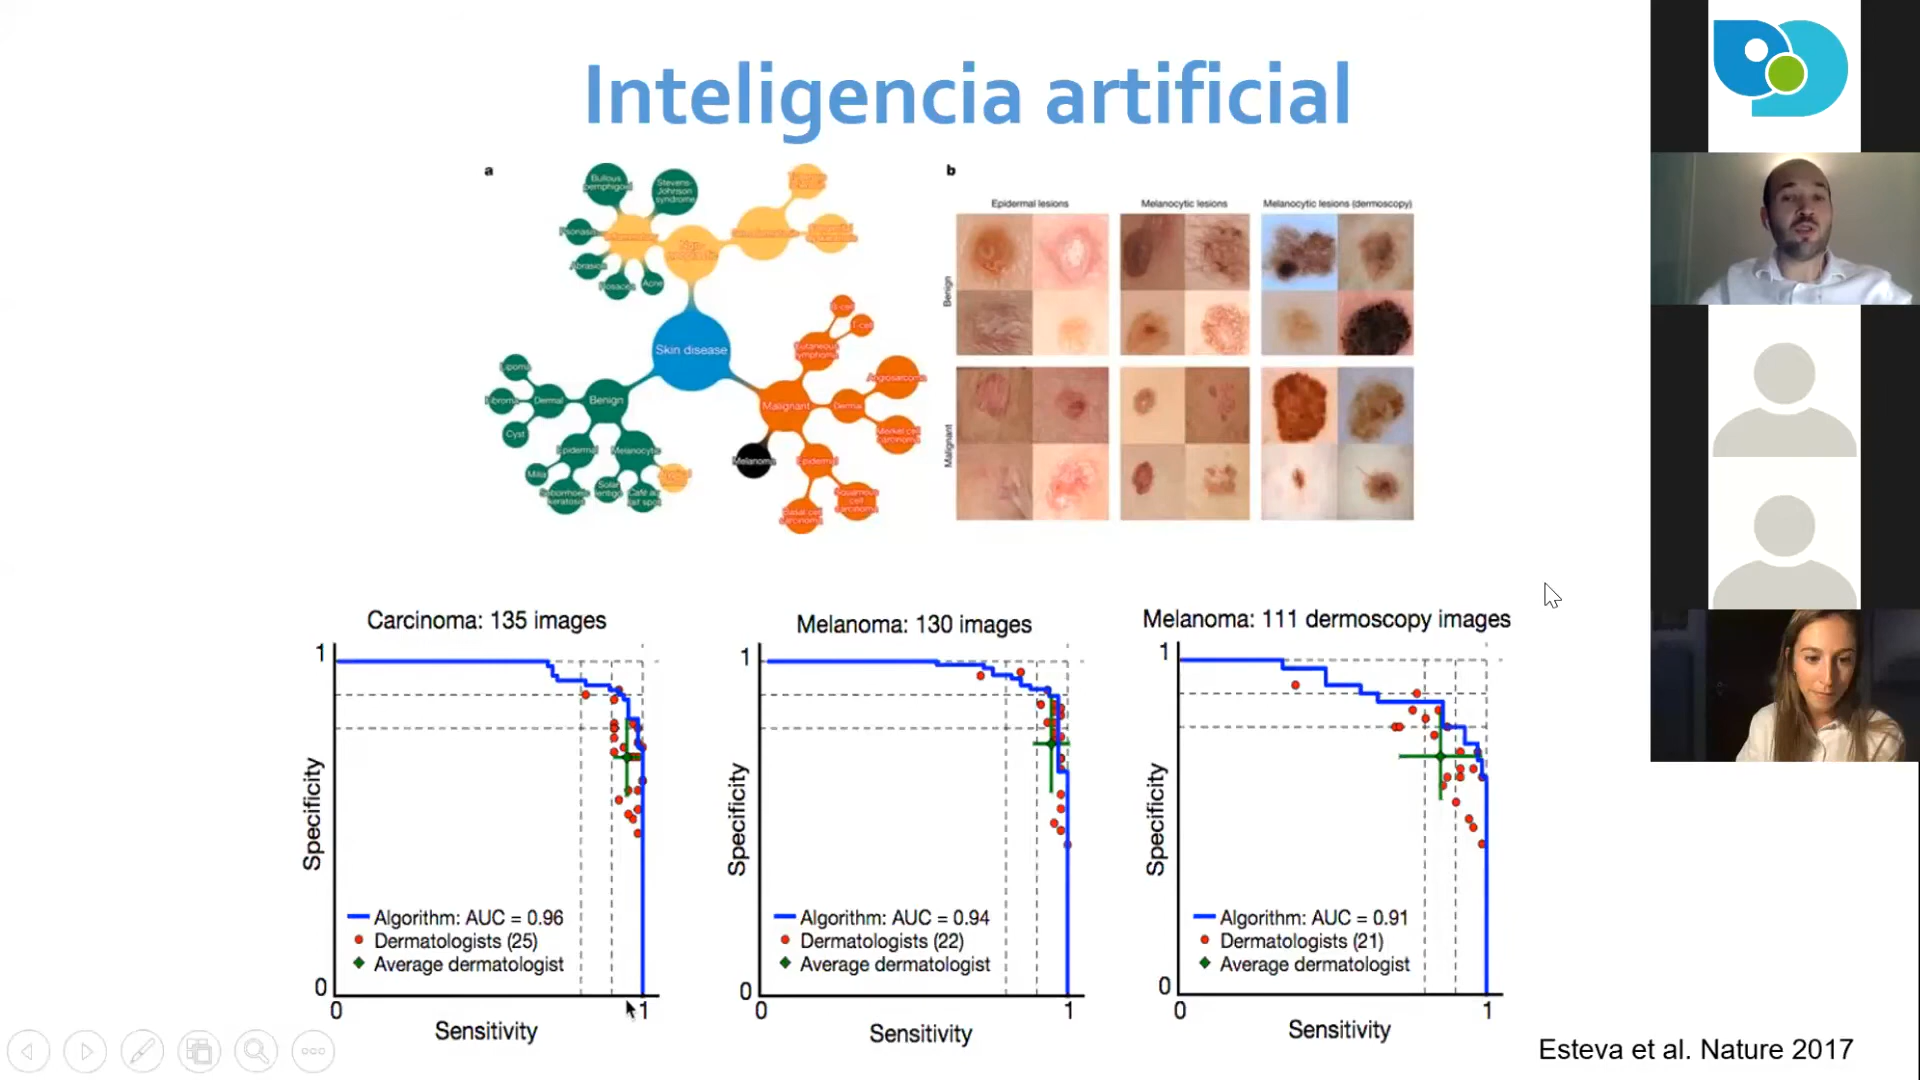 Inteligencia artificial
a
Bullous
pemphigoid
Stevens-
Johnson
syndrome
Psoriasis
Abrasion
Rosacea
Acne
Skin disease
Lipoma
Fibroma
Dermal
Benign
Cyst
Epidermal
Melanocytic
Milia
Seborrhoeic
keratosis
Solar
lentigo
Café au
lait spot
B-cell
T-cell
Cutaneous
lymphoma
Angiosarcoma
Malignant
Dermal
Merkel cell
carcinoma
Melanoma
Epidermal
Basal cell
carcinoma
Squamous
cell
carcinoma
b
Epidermal lesions
Melanocytic lesions
Melanocytic lesions (dermoscopy)
Benign
Malignant
Carcinoma: 135 images
1
Specificity
0
Algorithm: AUC = 0.96
Dermatologists (25)
Average dermatologist
0
1
Sensitivity
Melanoma: 130 images
1
Specificity
0
Algorithm: AUC = 0.94
Dermatologists (22)
Average dermatologist
0
1
Sensitivity
Melanoma: 111 dermoscopy images
1
Specificity
0
Algorithm: AUC = 0.91
Dermatologists (21)
Average dermatologist
0
1
Sensitivity
Esteva et al. Nature 2017